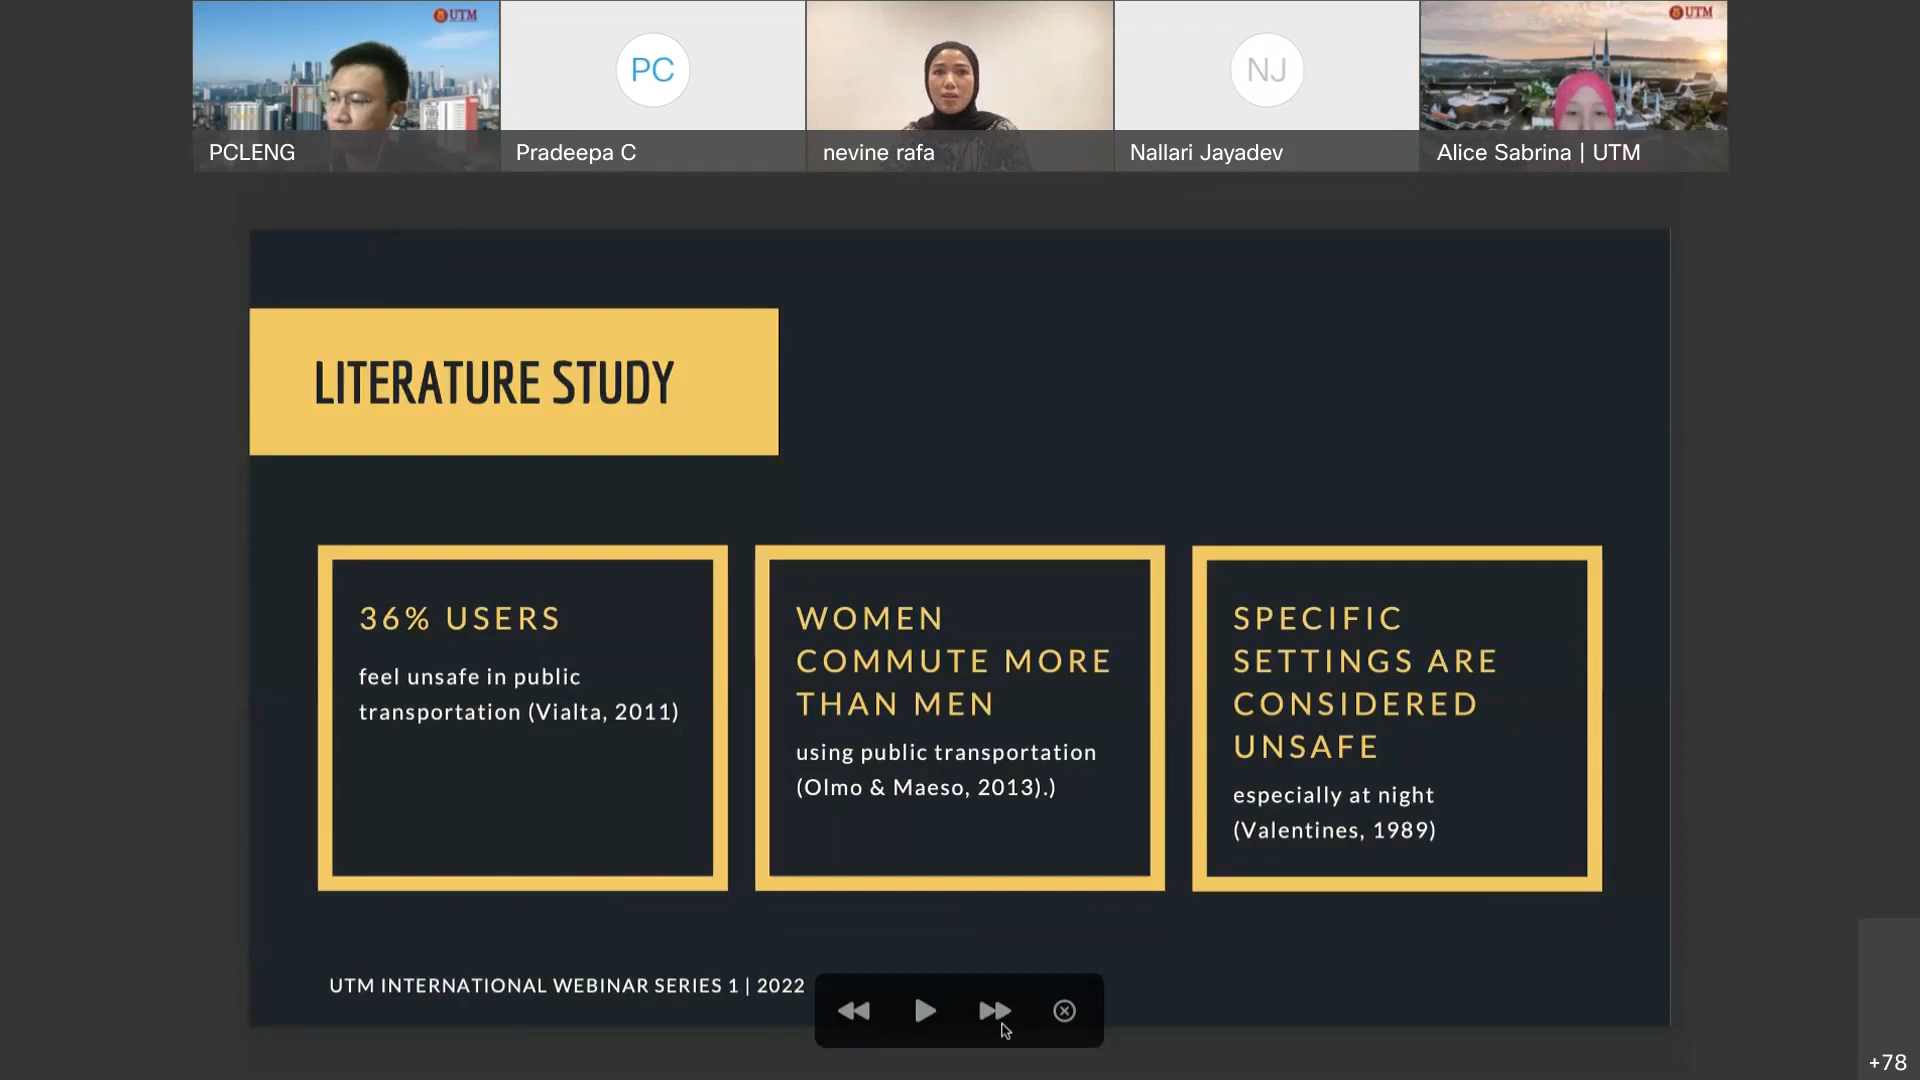 UTM
PC
NJ
UTM
PCLENG
Pradeepa C
nevine rafa
Nallari Jayadev
Alice Sabrina | UTM
LITERATURE STUDY
36% USERS
feel unsafe in public
transportation (Vialta, 2011)
WOMEN
COMMUTE MORE
THAN MEN
using public transportation
(Olmo & Maeso, 2013).)
SPECIFIC
SETTINGS ARE
CONSIDERED
UNSAFE
especially at night
(Valentines, 1989)
UTM INTERNATIONAL WEBINAR SERIES 1 | 2022
+78